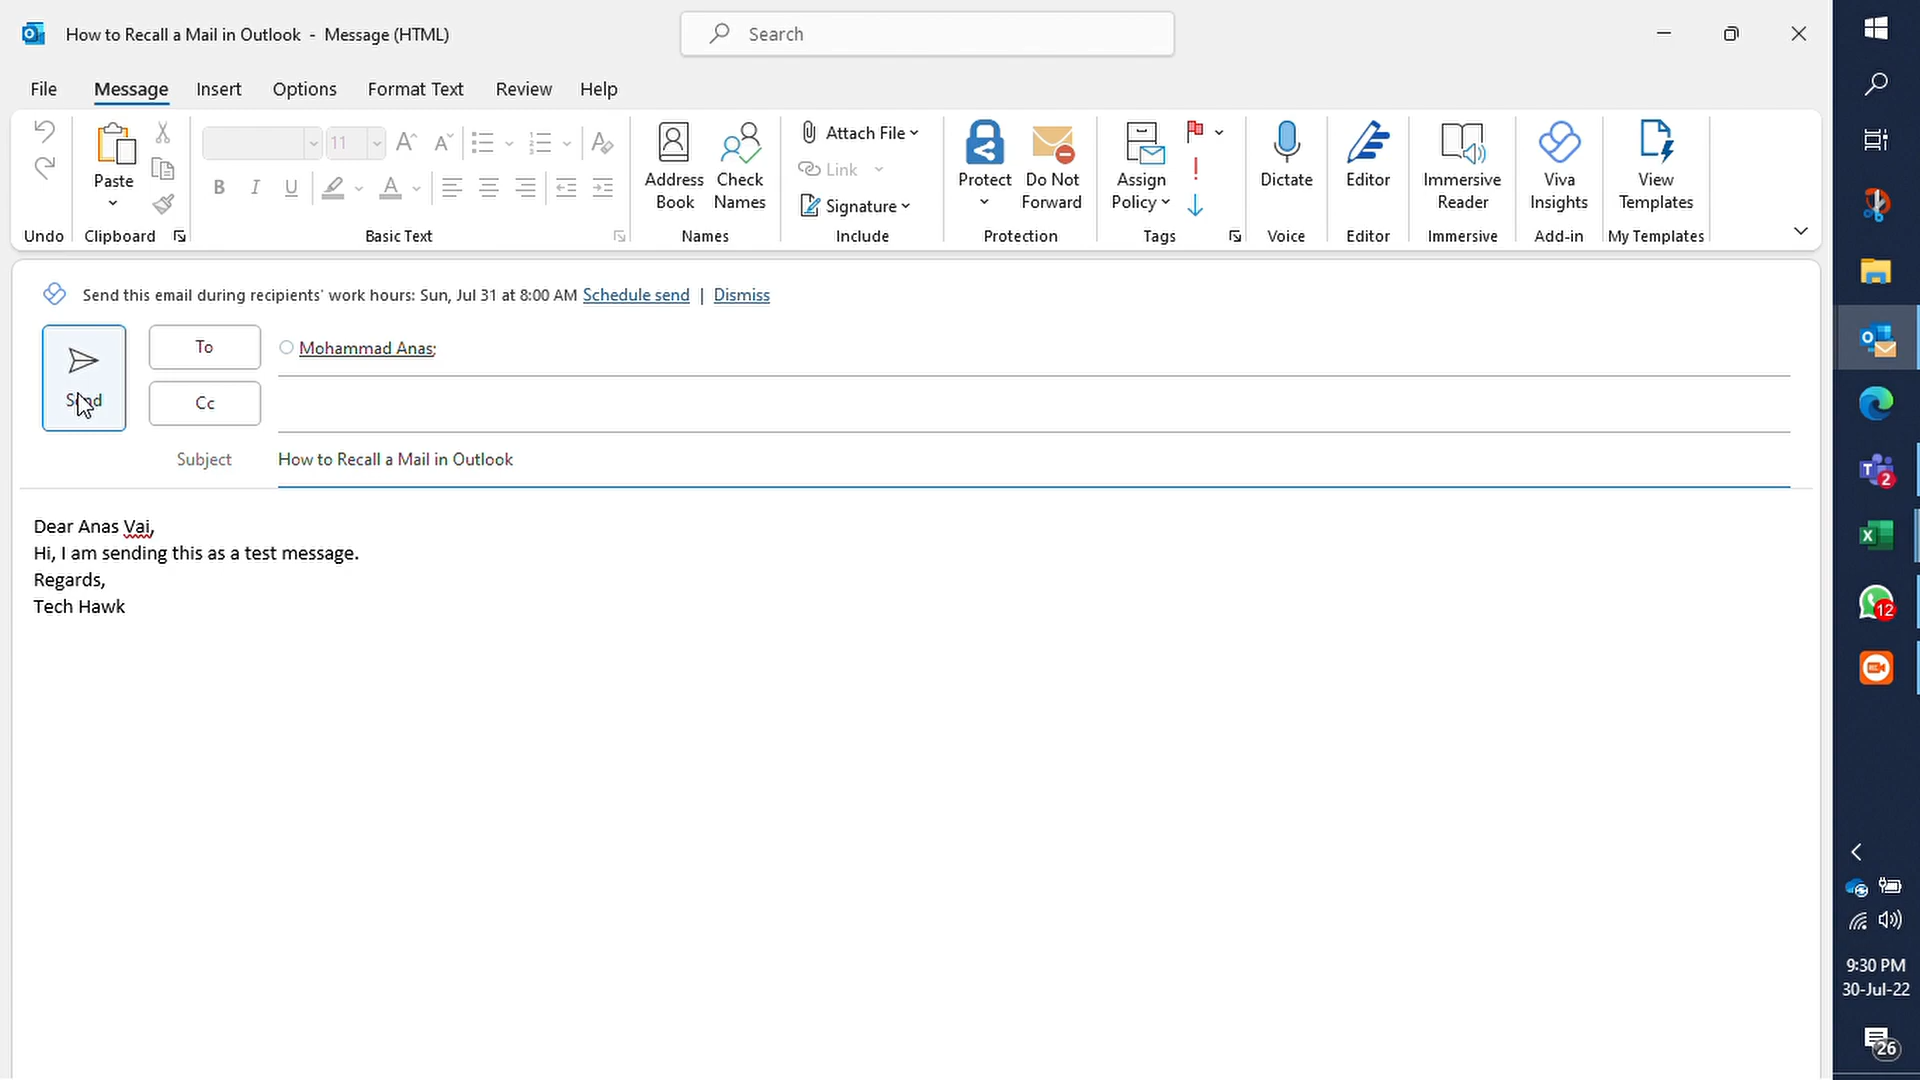 How to Recall a Mail in Outlook - Message (HTML)
Search
File Message Insert Options Format Text Review Help
Paste
11
B I U
A
Address Book
Check Names
Attach File
Link
Signature
Protect
Do Not Forward
Assign Policy
Dictate
Editor
Immersive Reader
Viva Insights
View Templates
Undo Clipboard Basic Text Names Include Protection Tags Voice Editor Immersive Add-in My Templates
Send this email during recipients' work hours: Sun, Jul 31 at 8:00 AM Schedule send | Dismiss
Send
To Mohammad Anas;
Cc
Subject How to Recall a Mail in Outlook
Dear Anas Vai,
Hi, I am sending this as a test message.
Regards,
Tech Hawk
2
12
9:30 PM
30-Jul-22
26